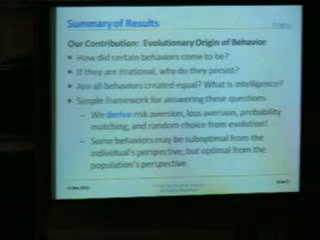 Summary of Results
Our Contribution: Evolutionary Origin of Behavior
• How did certain behaviors come to be?
• If they are irrational, why do they persist?
• Are all behaviors created equal? What is intelligence?
• Simple framework for answering these questions
– We derive risk aversion, loss aversion, probability
matching, and random choice from evolution!
– Some behaviors may be suboptimal from the
individual's perspective, but optimal from the
population's perspective.